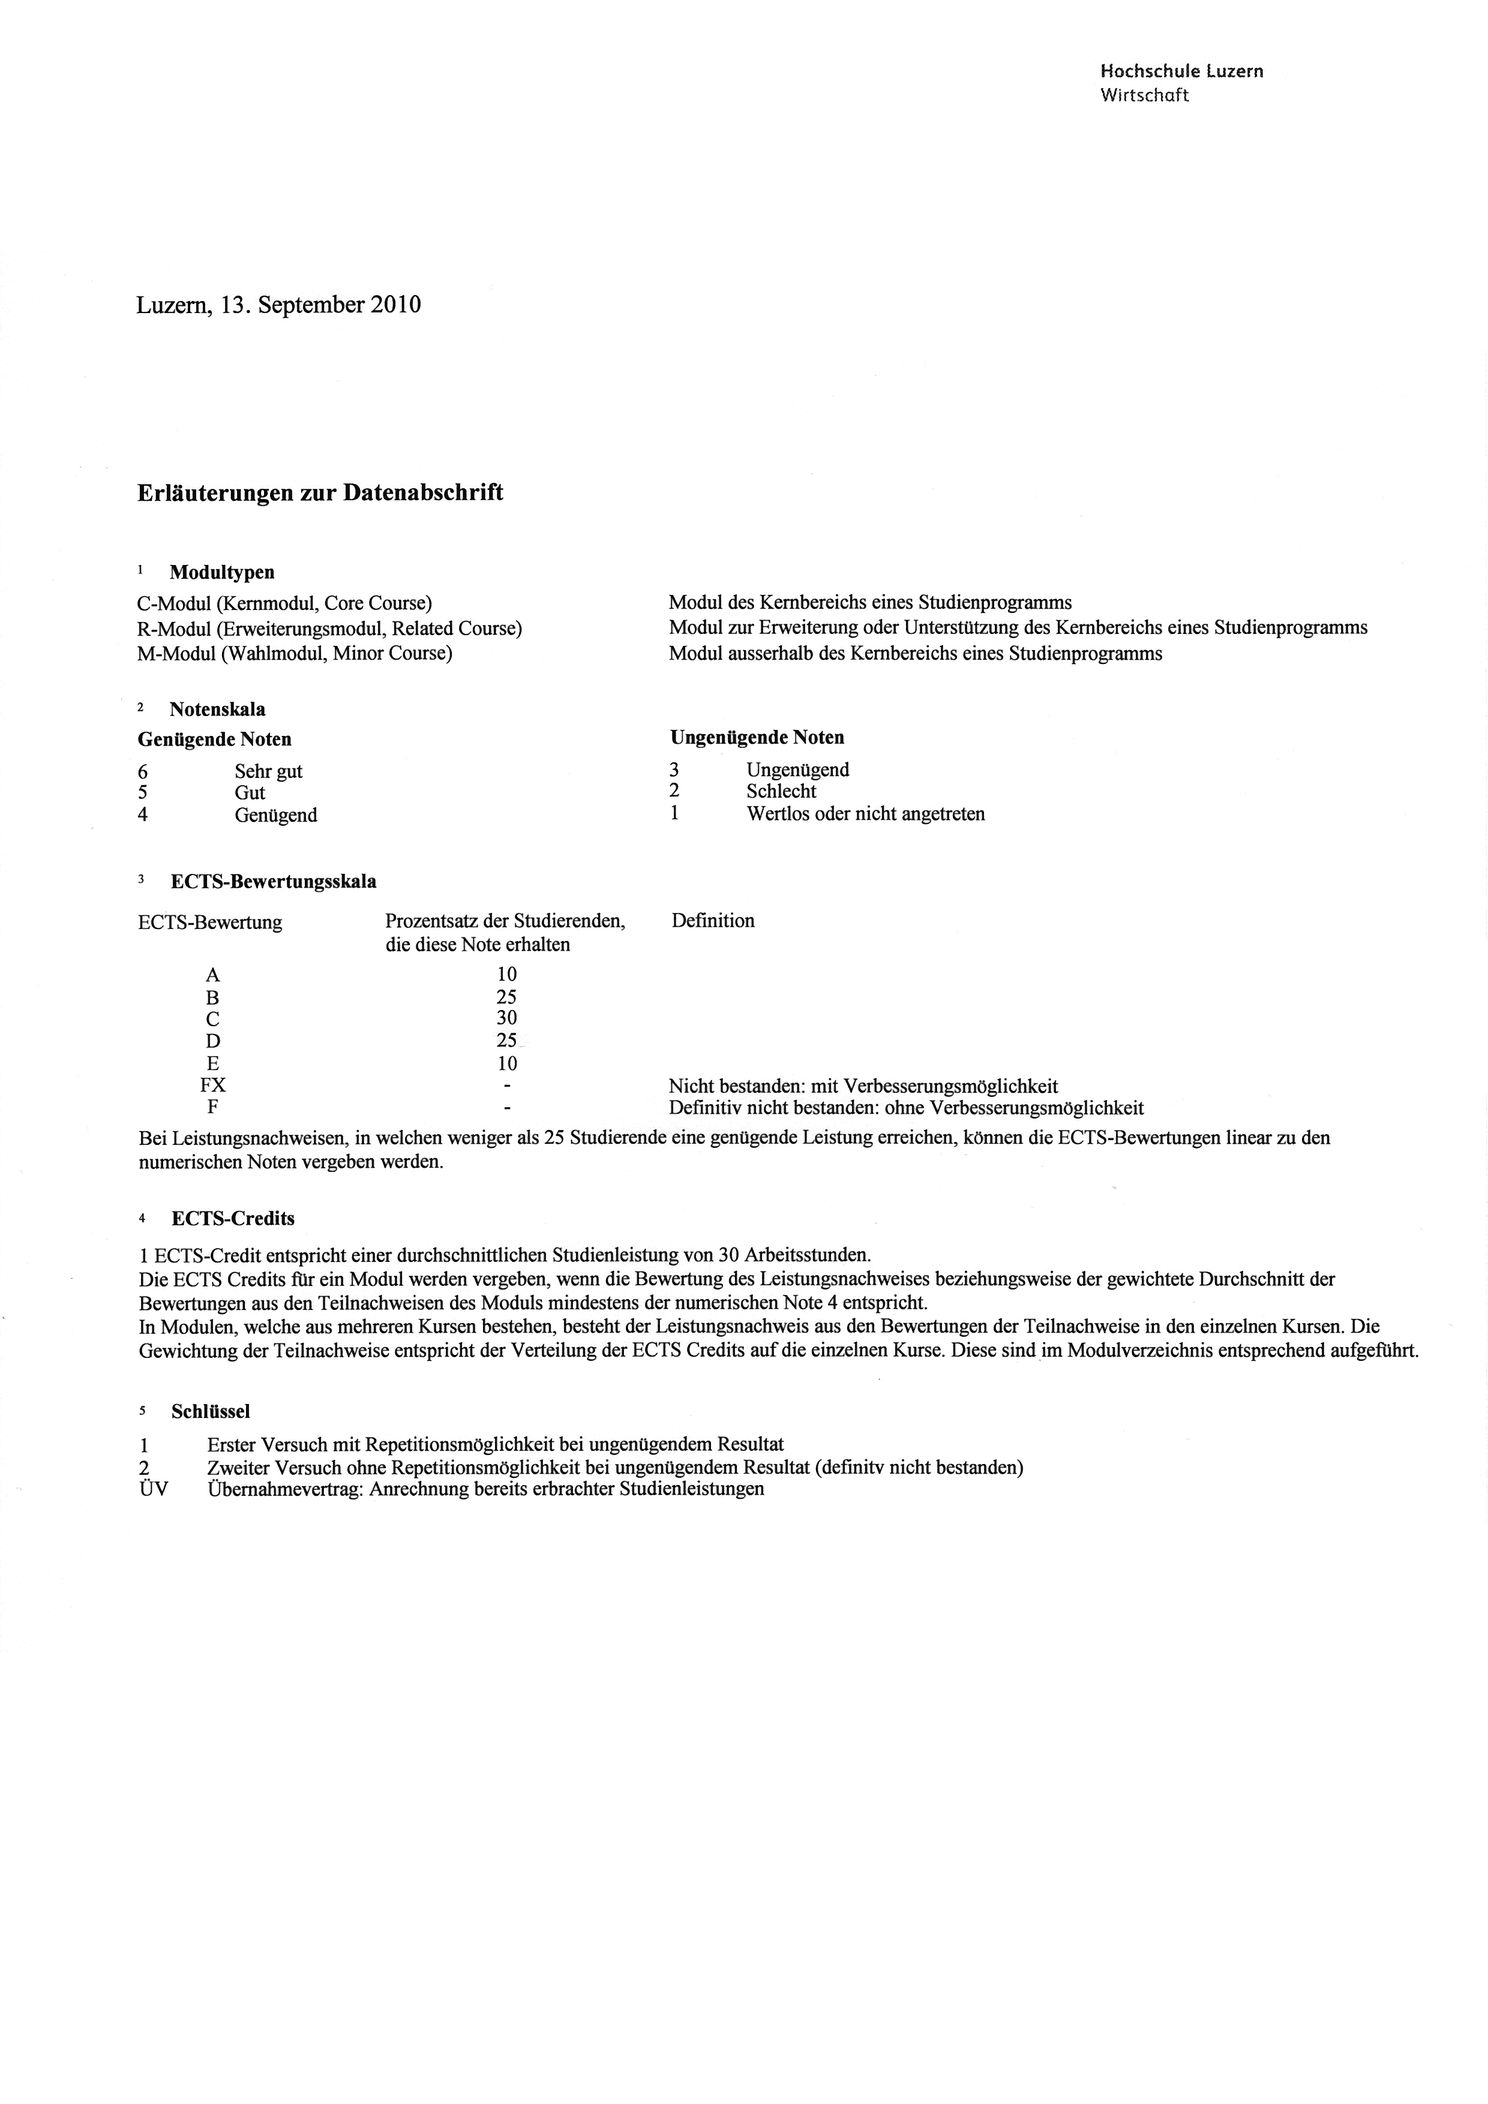 Hochschule Luzern
Wirtschaft
Luzern, 13. September 2010
Erläuterungen zur Datenabschrift
1 Modultypen
C-Modul (Kernmodul, Core Course) Modul des Kernbereichs eines Studienprogramms
R-Modul (Erweiterungsmodul, Related Course) Modul zur Erweiterung oder Unterstützung des Kernbereichs eines Studienprogramms
M-Modul (Wahlmodul, Minor Course) Modul ausserhalb des Kernbereichs eines Studienprogramms
2 Notenskala
Genügende Noten Ungenügende Noten
6 Sehr gut 3 Ungenügend
5 Gut 2 Schlecht
4 Genügend 1 Wertlos oder nicht angetreten
3 ECTS-Bewertungsskala
ECTS-Bewertung Prozentsatz der Studierenden, Definition
die diese Note erhalten
A 10
B 25
C 30
D 25
E 10
FX - Nicht bestanden: mit Verbesserungsmöglichkeit
F - Definitiv nicht bestanden: ohne Verbesserungsmöglichkeit
Bei Leistungsnachweisen, in welchen weniger als 25 Studierende eine genügende Leistung erreichen, können die ECTS-Bewertungen linear zu den
numerischen Noten vergeben werden.
4 ECTS-Credits
1 ECTS-Credit entspricht einer durchschnittlichen Studienleistung von 30 Arbeitsstunden.
Die ECTS Credits für ein Modul werden vergeben, wenn die Bewertung des Leistungsnachweises beziehungsweise der gewichtete Durchschnitt der
Bewertungen aus den Teilnachweisen des Moduls mindestens der numerischen Note 4 entspricht.
In Modulen, welche aus mehreren Kursen bestehen, besteht der Leistungsnachweis aus den Bewertungen der Teilnachweise in den einzelnen Kursen. Die
Gewichtung der Teilnachweise entspricht der Verteilung der ECTS Credits auf die einzelnen Kurse. Diese sind im Modulverzeichnis entsprechend aufgeführt.
5 Schlüssel
1 Erster Versuch mit Repetitionsmöglichkeit bei ungenügendem Resultat
2 Zweiter Versuch ohne Repetitionsmöglichkeit bei ungenügendem Resultat (definitv nicht bestanden)
ÜV Übernahmevertrag: Anrechnung bereits erbrachter Studienleistungen